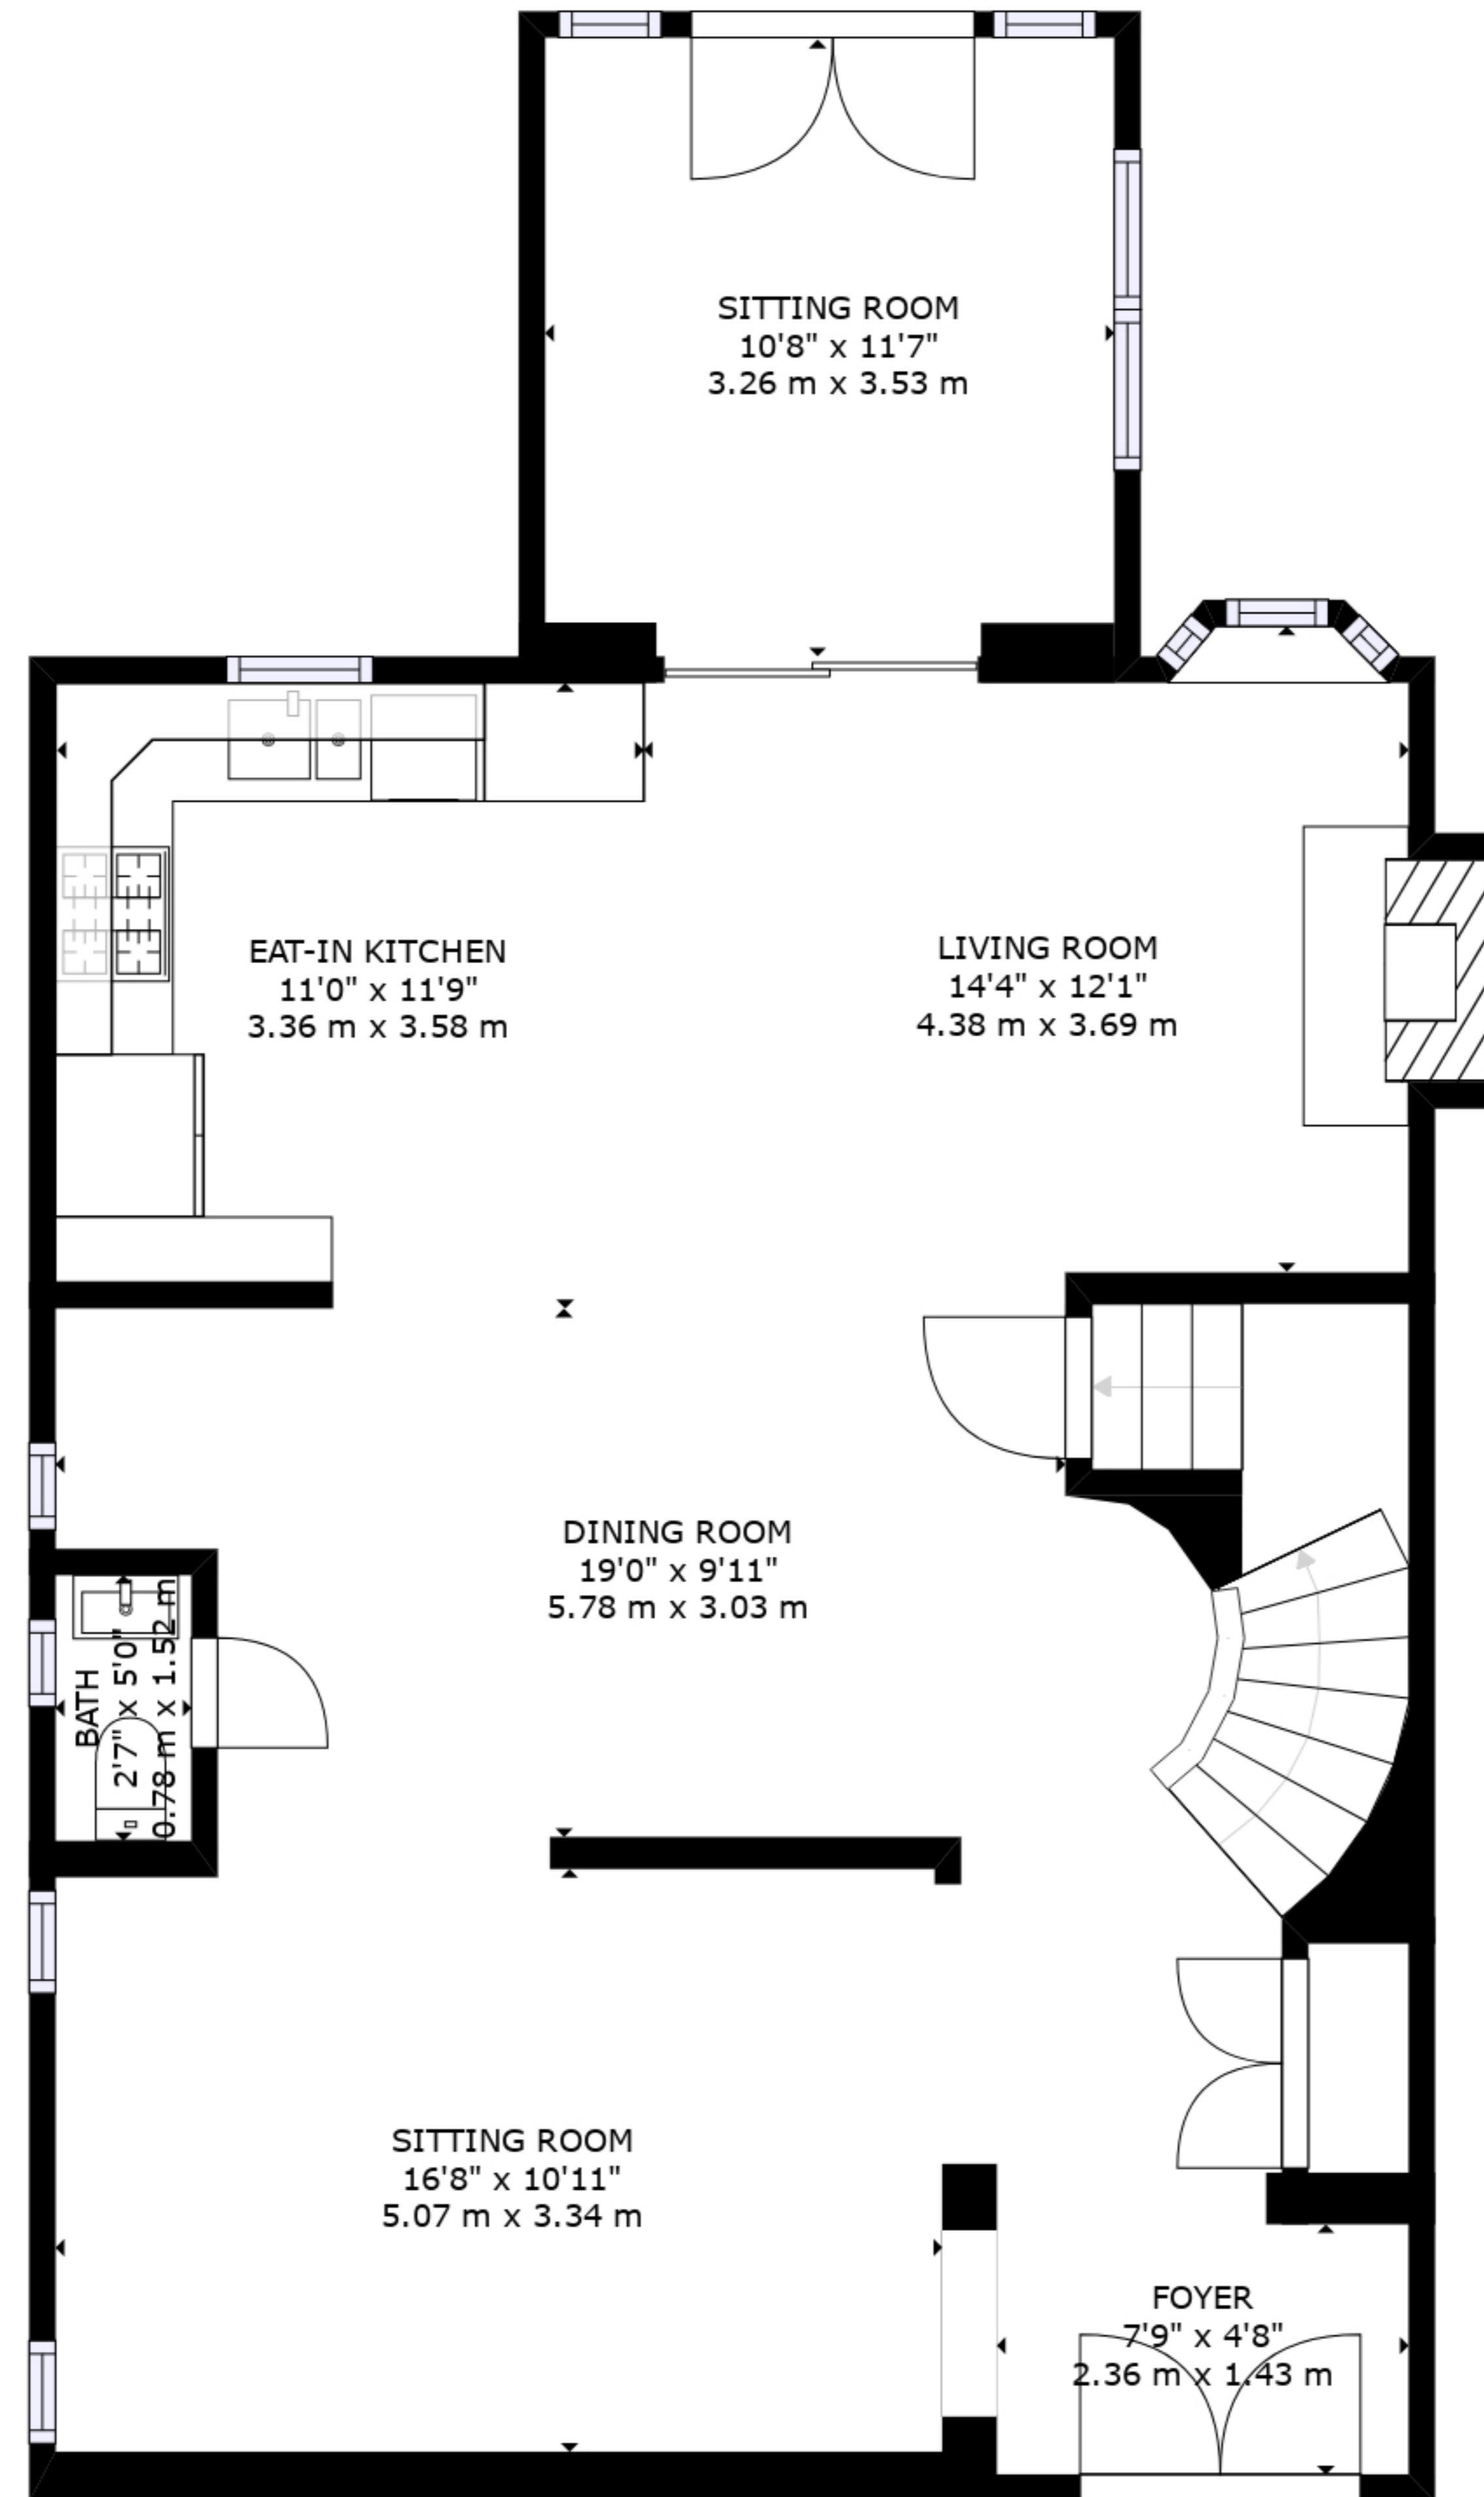 SITTING ROOM
10'8" x 11'7"
3.26 m x 3.53 m
EAT-IN KITCHEN
11'0" x 11'9"
3.36 m x 3.58 m
LIVING ROOM
14'4" x 12'1"
4.38 m x 3.69 m
DINING ROOM
19'0" x 9'11"
5.78 m x 3.03 m
BATH
2'7" x 5'0"
0.78 m x 1.52 m
SITTING ROOM
16'8" x 10'11"
5.07 m x 3.34 m
FOYER
7'9" x 4'8"
2.36 m x 1.43 m